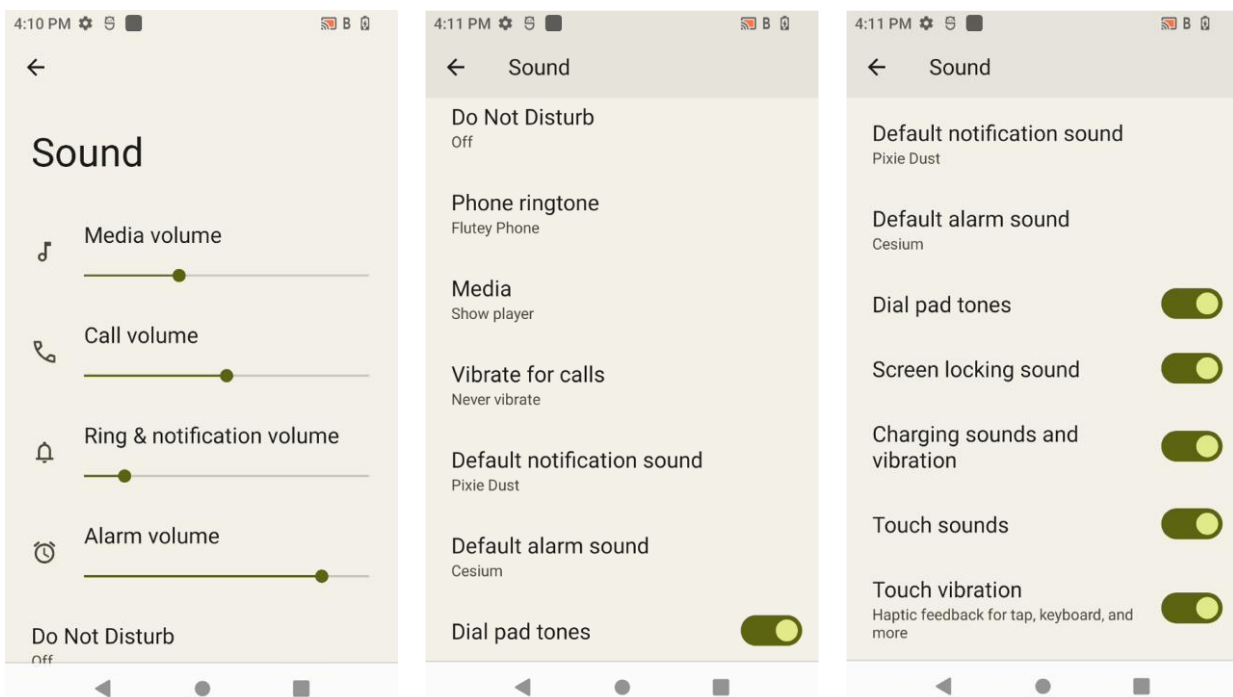 4:10 PM
B
Sound
Media volume
Call volume
Ring & notification volume
Alarm volume
Do Not Disturb
Off
4:11 PM
B
Sound
Do Not Disturb
Off
Phone ringtone
Flutey Phone
Media
Show player
Vibrate for calls
Never vibrate
Default notification sound
Pixie Dust
Default alarm sound
Cesium
Dial pad tones
4:11 PM
B
Sound
Default notification sound
Pixie Dust
Default alarm sound
Cesium
Dial pad tones
Screen locking sound
Charging sounds and
vibration
Touch sounds
Touch vibration
Haptic feedback for tap, keyboard, and
more